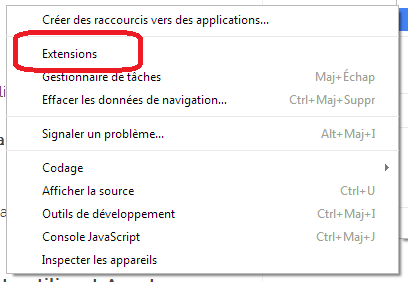 Créer des raccourcis vers des applications...
Extensions
Gestionnaire de tâches Maj+Échap
Effacer les données de navigation... Ctrl+Maj+Suppr
Signaler un problème... Alt+Maj+I
Codage
Afficher la source Ctrl+U
Outils de développement Ctrl+Maj+I
Console JavaScript Ctrl+Maj+J
Inspecter les appareils